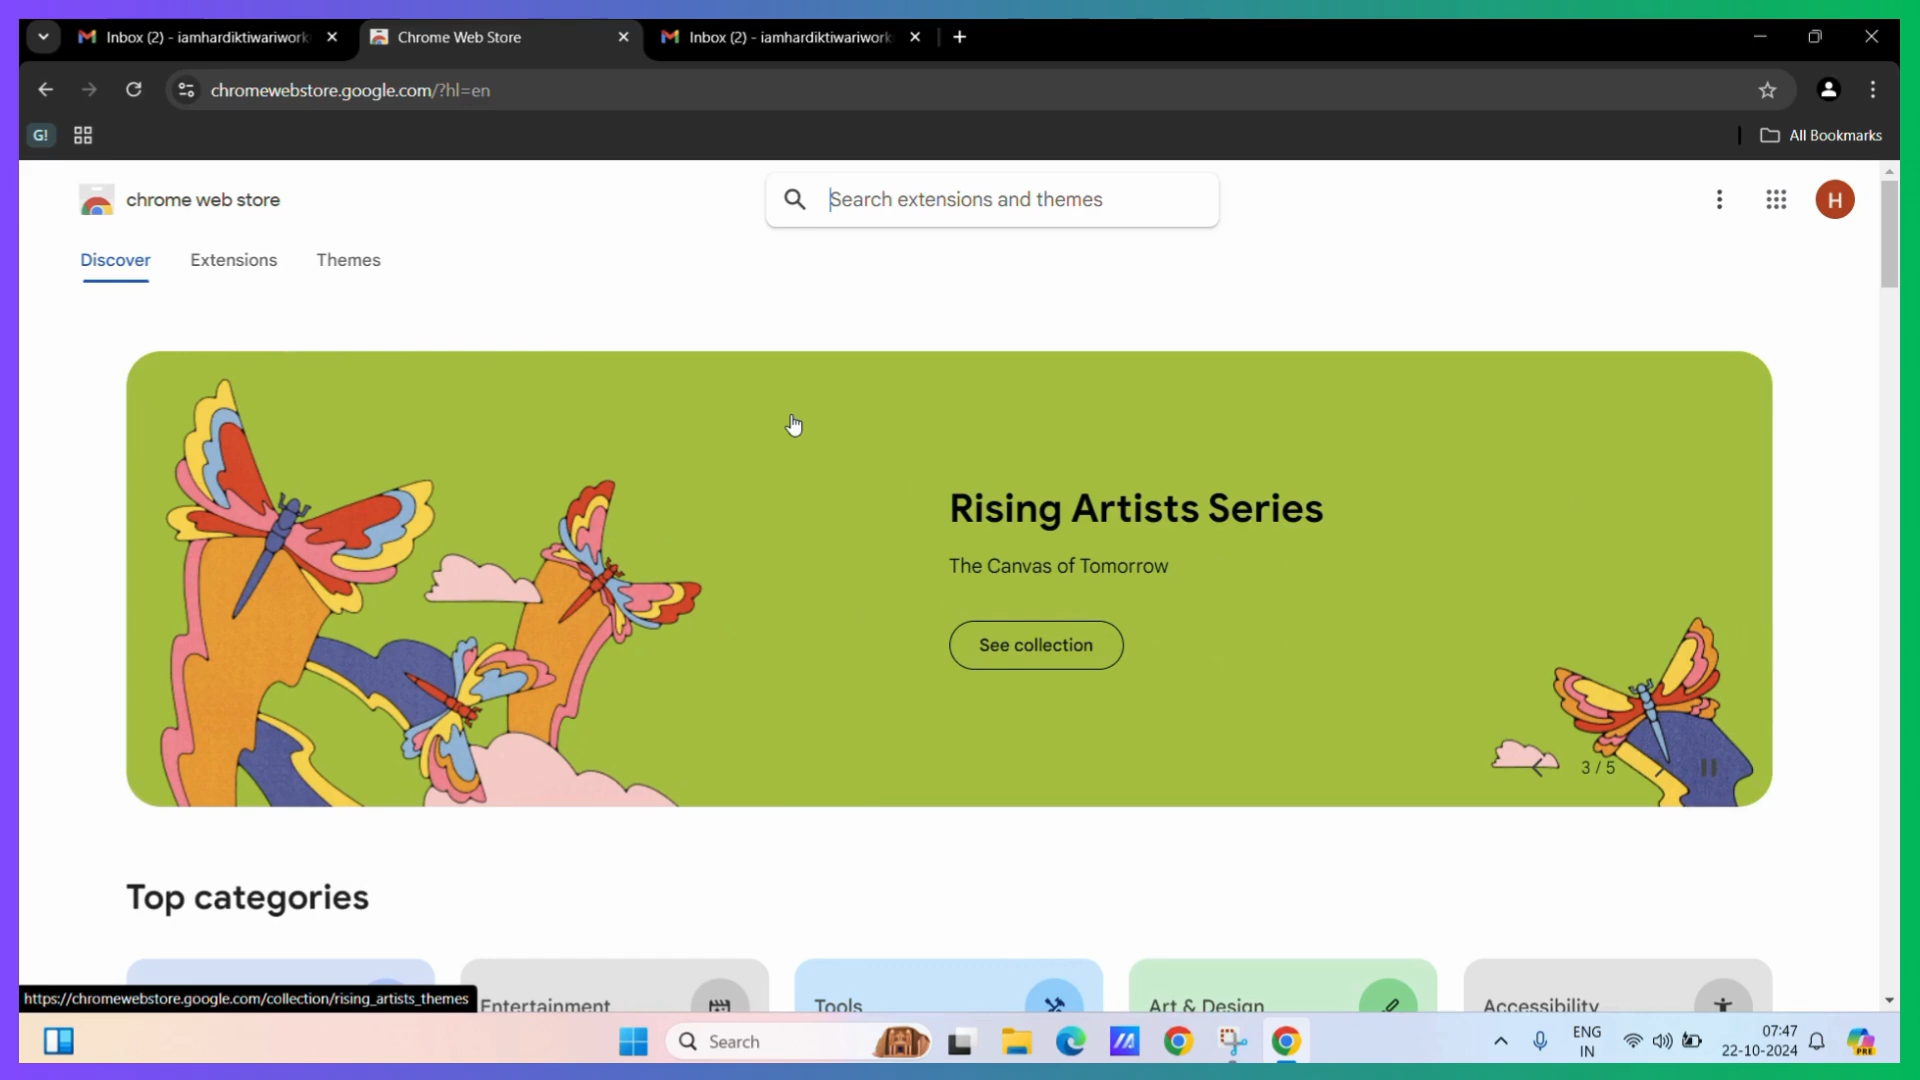 Inbox (2) - iamhardiktiwariwork
Chrome Web Store
Inbox (2) - iamhardiktiwariwork
chromewebstore.google.com/?hl=en
G!
All Bookmarks
chrome web store
Search extensions and themes
H
Discover
Extensions
Themes
Rising Artists Series
The Canvas of Tomorrow
See collection
3 / 5
Top categories
Entertainment
Tools
Art & Design
Accessibility
https://chromewebstore.google.com/collection/rising_artists_themes
Search
ENG
IN
07:47
22-10-2024
PRE